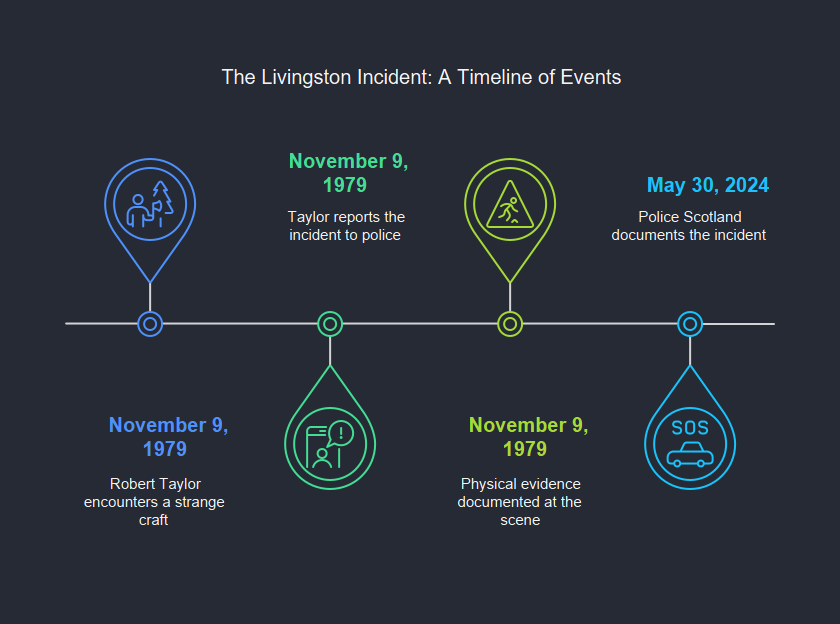 The Livingston Incident: A Timeline of Events
November 9,
1979
Robert Taylor
encounters a strange
craft
November 9,
1979
Taylor reports the
incident to police
November 9,
1979
Physical evidence
documented at the
scene
May 30, 2024
Police Scotland
documents the incident
SOS